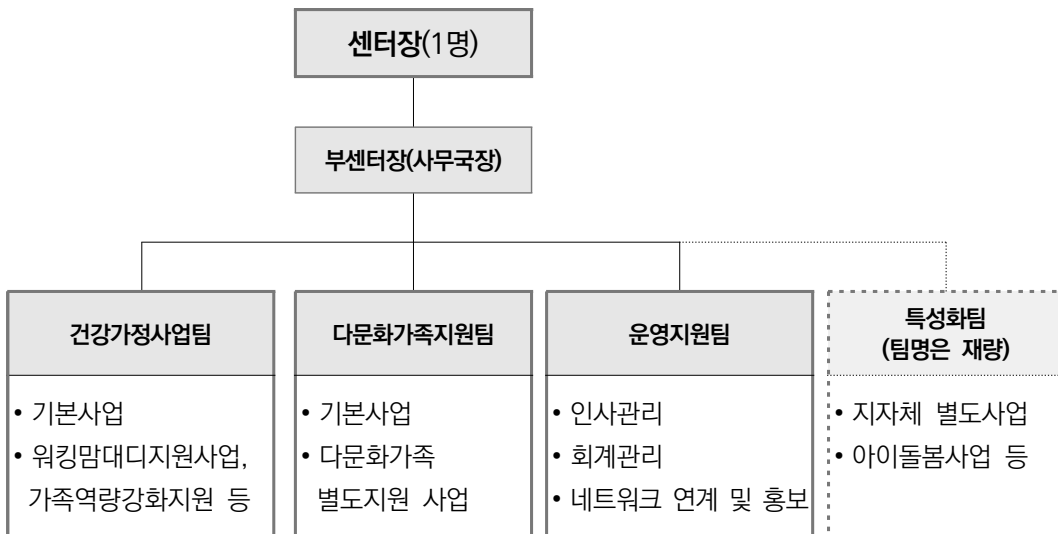 센터장(1명)
부센터장(사무국장)
건강가정사업팀
• 기본사업
• 워킹맘대디지원사업,
가족역량강화지원 등
다문화가족지원팀
• 기본사업
• 다문화가족
별도지원 사업
운영지원팀
• 인사관리
• 회계관리
• 네트워크 연계 및 홍보
특성화팀
(팀명은 재량)
• 지자체 별도사업
• 아이돌봄사업 등